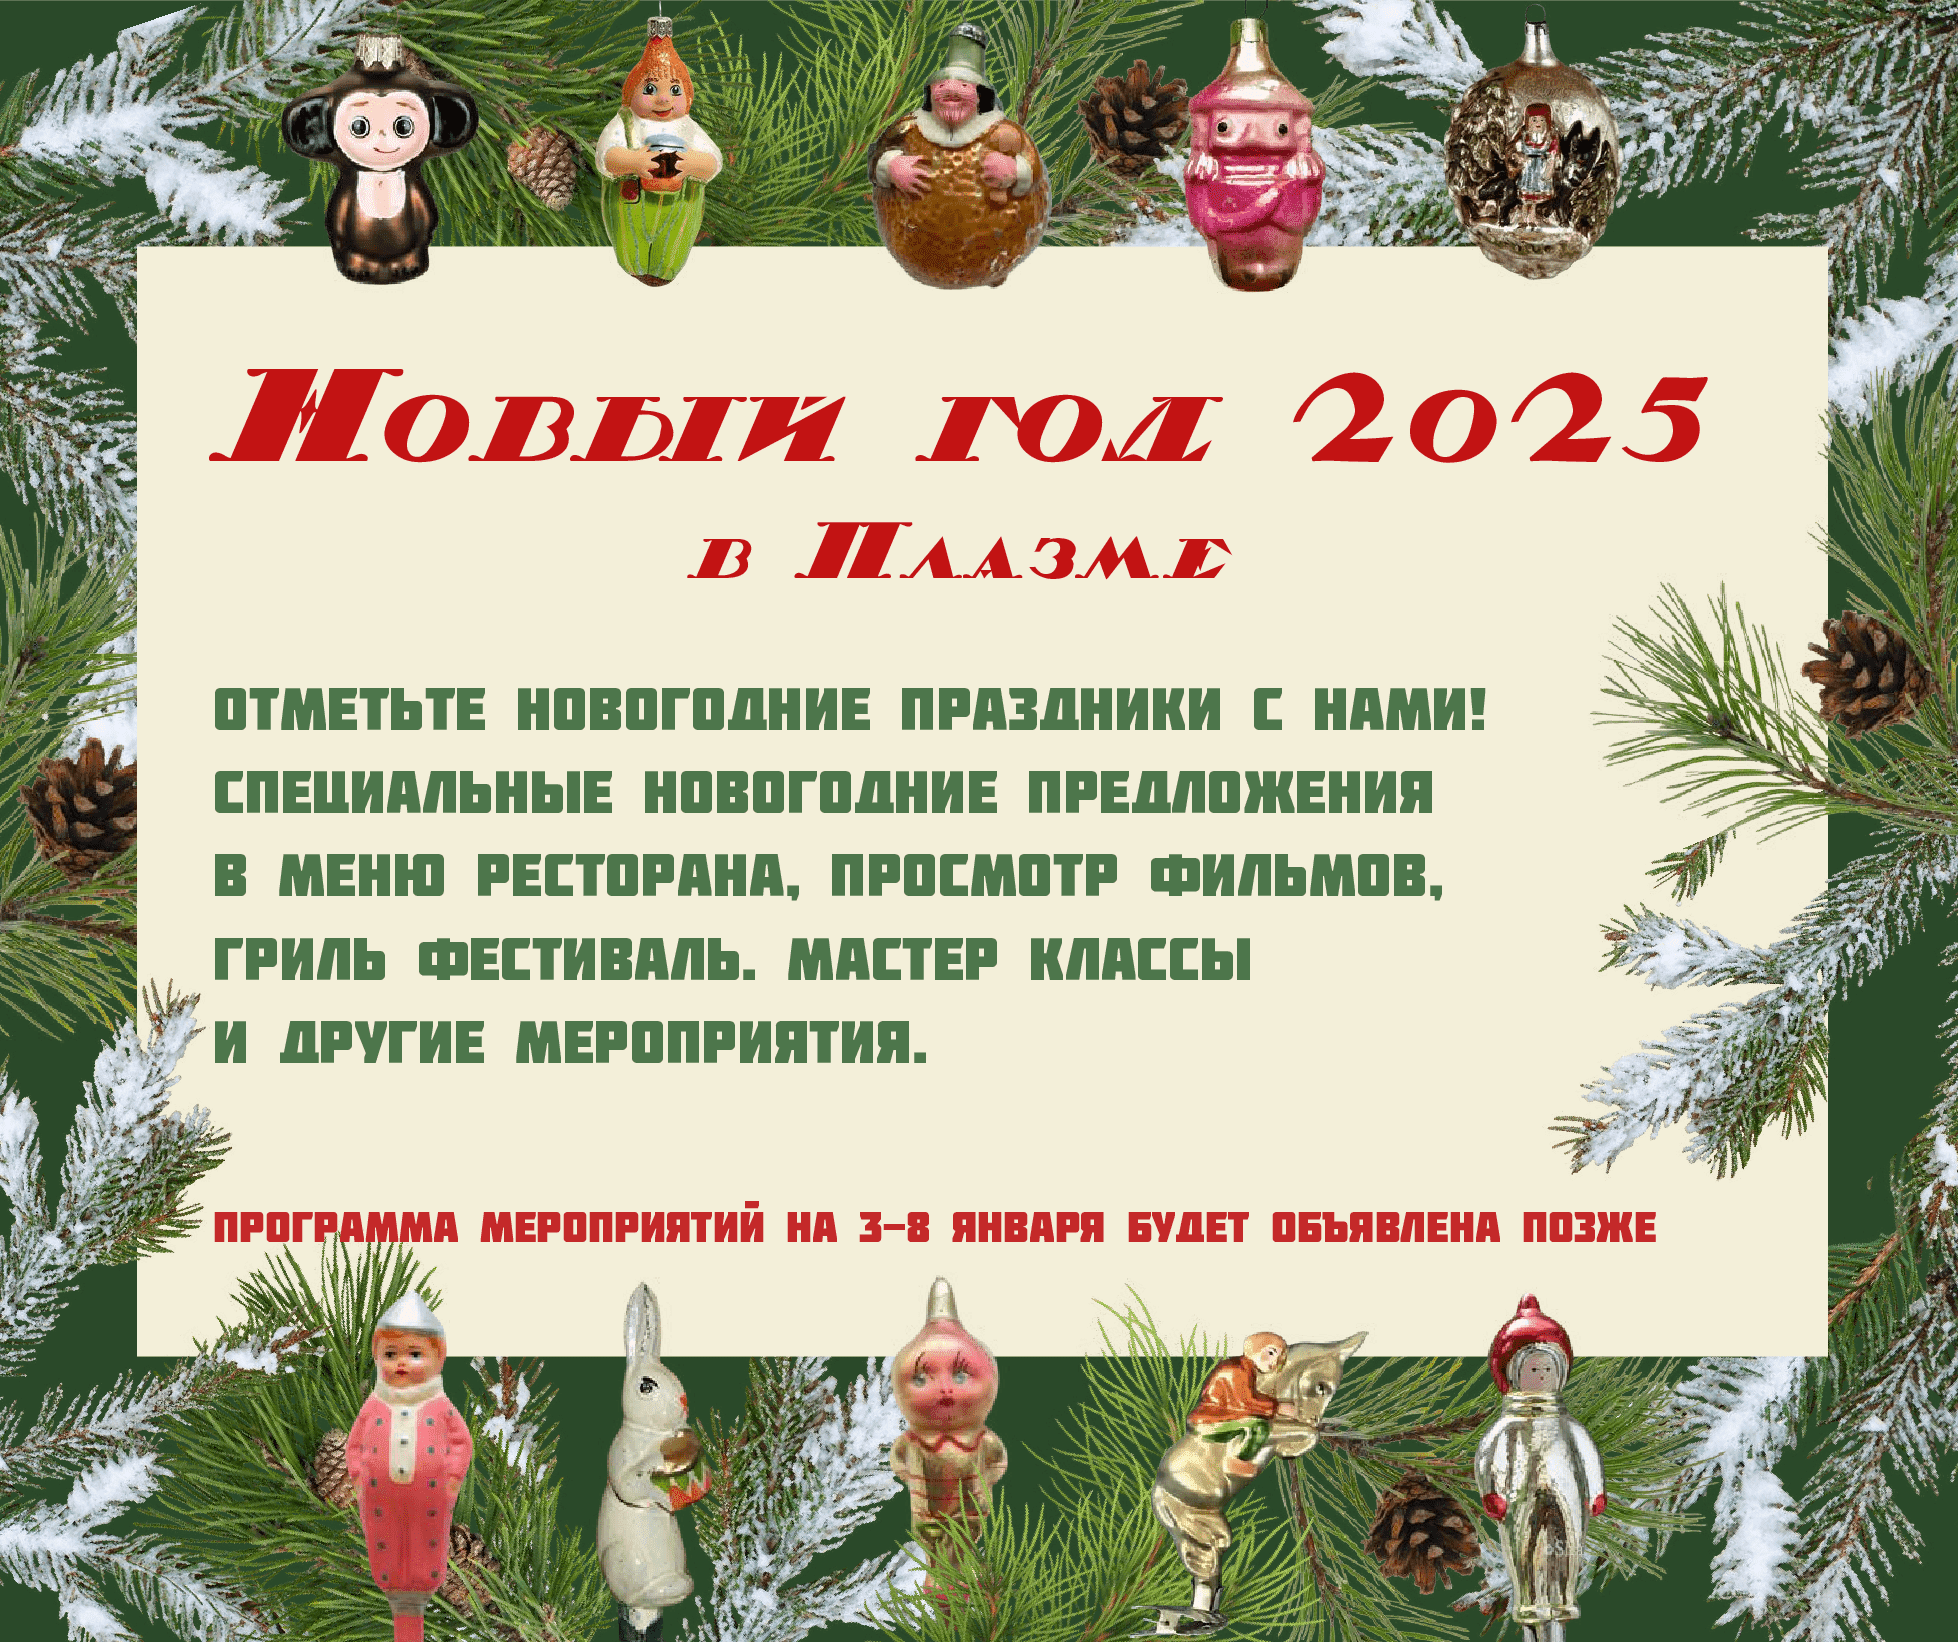 Новый год 2025
в Плазме
ОТМЕТЬТЕ НОВОГОДНИЕ ПРАЗДНИКИ С НАМИ!
СПЕЦИАЛЬНЫЕ НОВОГОДНИЕ ПРЕДЛОЖЕНИЯ
В МЕНЮ РЕСТОРАНА, ПРОСМОТР ФИЛЬМОВ,
ГРИЛЬ ФЕСТИВАЛЬ. МАСТЕР КЛАССЫ
И ДРУГИЕ МЕРОПРИЯТИЯ.
ПРОГРАММА МЕРОПРИЯТИЙ НА 3-8 ЯНВАРЯ БУДЕТ ОБЪЯВЛЕНА ПОЗЖЕ